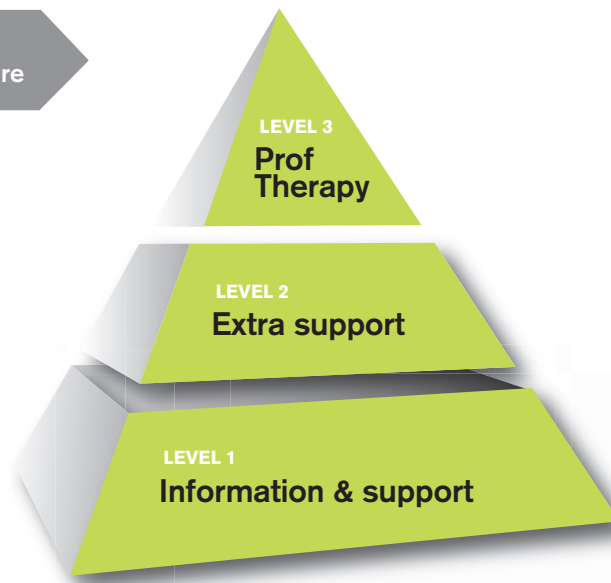 re
LEVEL 3
Prof
Therapy
LEVEL 2
Extra support
LEVEL 1
Information & support